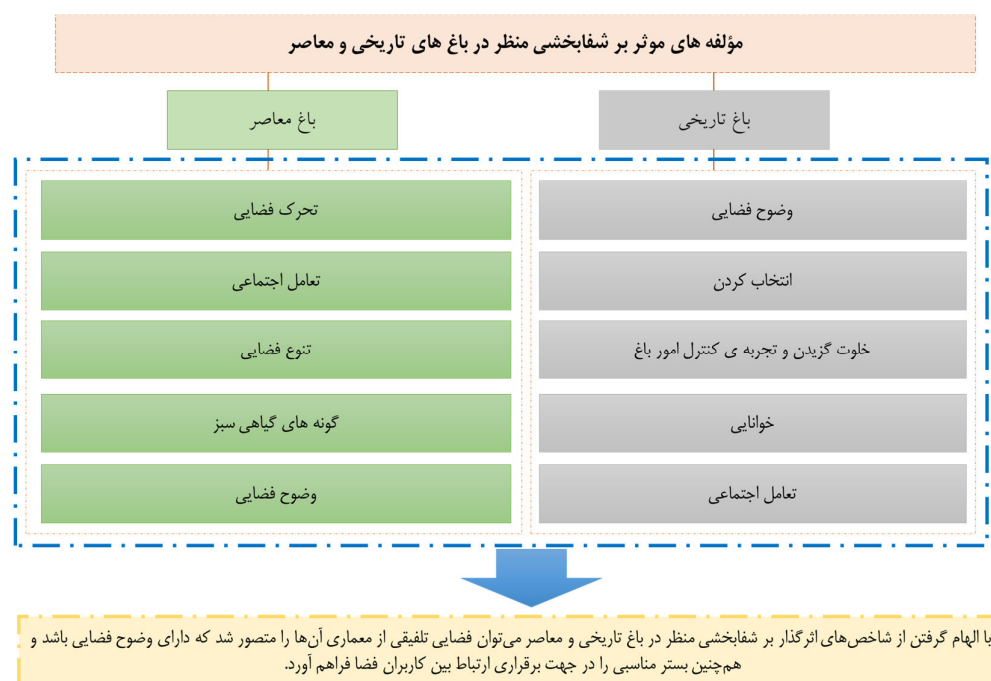 مؤلفه های موثر بر شفابخشی منظر در باغ های تاریخی و معاصر
باغ تاریخی
باغ معاصر
وضوح فضایی
انتخاب کردن
خلوت گزیدن و تجربه ی کنترل امور باغ
خوانایی
تعامل اجتماعی
تحرک فضایی
تعامل اجتماعی
تنوع فضایی
گونه های گیاهی سبز
وضوح فضایی
با الهام گرفتن از شاخص‌های اثرگذار بر شفابخشی منظر در باغ تاریخی و معاصر می‌توان فضایی تلفیقی از معماری آن‌ها را متصور شد که دارای وضوح فضایی باشد و
هم‌چنین بستر مناسبی را در جهت برقراری ارتباط بین کاربران فضا فراهم آورد.